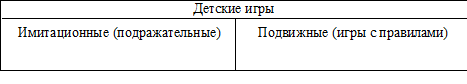 Детские игры
Имитационные (подражательные)
Подвижные (игры с правилами)